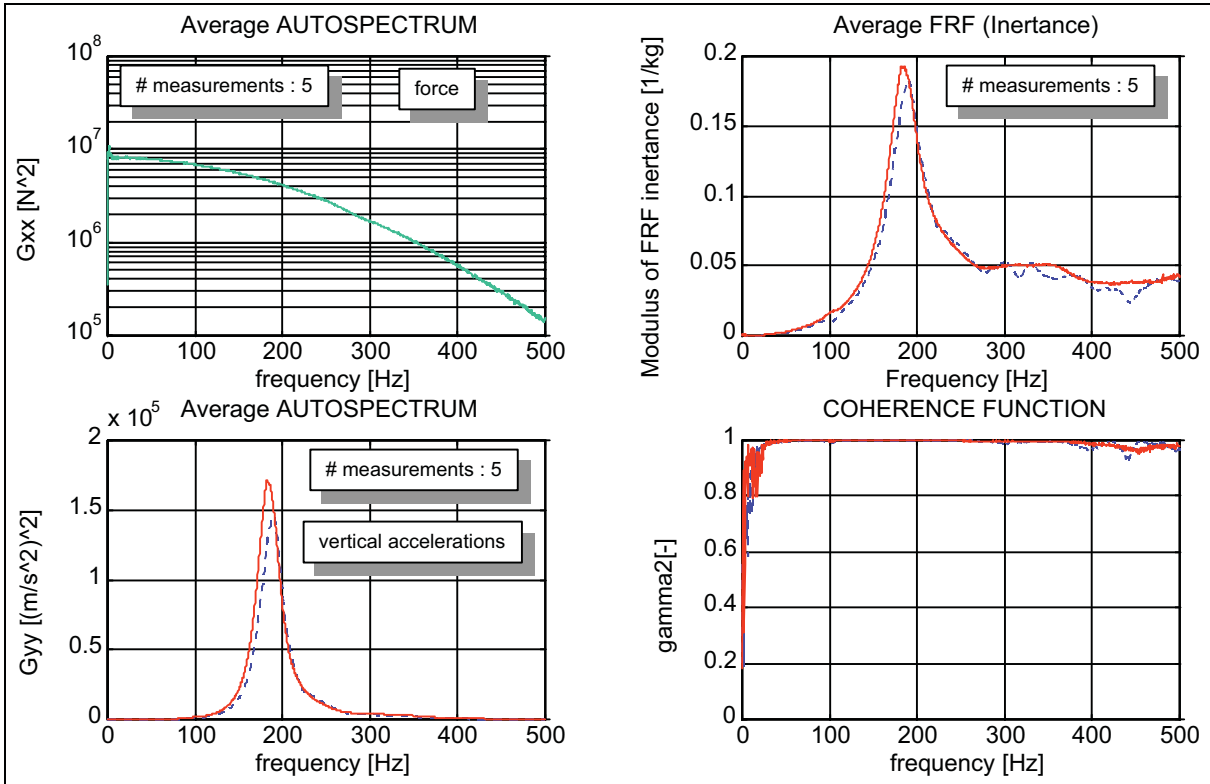 Average AUTOSPECTRUM
# measurements : 5
force
10^8
10^7
10^6
10^5
Gxx [N^2]
0 100 200 300 400 500
frequency [Hz]
Average FRF (Inertance)
# measurements : 5
0.2
0.15
0.1
0.05
0
Modulus of FRF inertance [1/kg]
0 100 200 300 400 500
Frequency [Hz]
x 10^5
Average AUTOSPECTRUM
# measurements : 5
vertical accelerations
2
1.5
1
0.5
0
Gyy [(m/s^2)^2]
0 100 200 300 400 500
frequency [Hz]
COHERENCE FUNCTION
1
0.8
0.6
0.4
0.2
0
gamma2[-]
0 100 200 300 400 500
frequency [Hz]